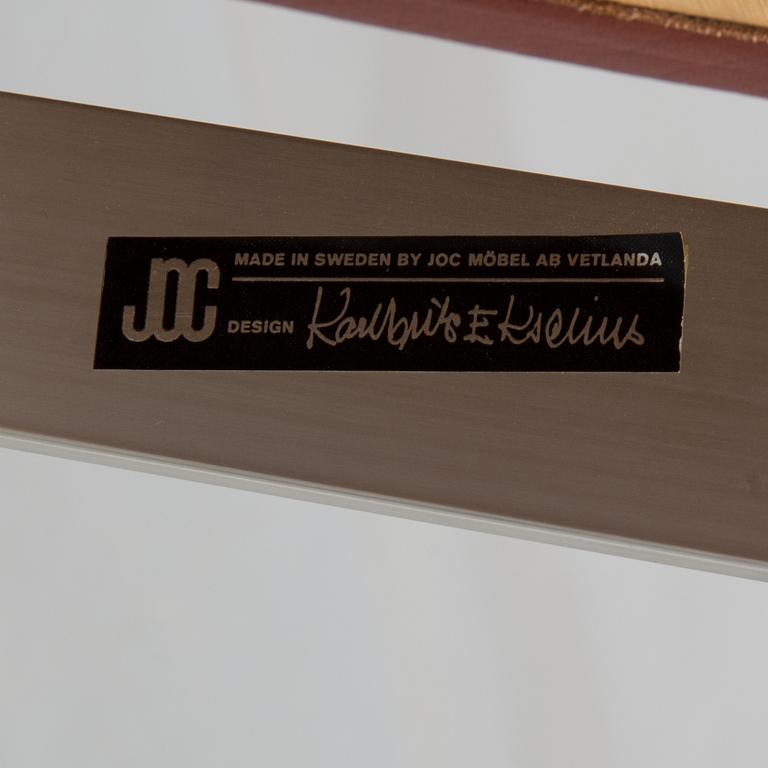 JOC
MADE IN SWEDEN BY JOC MÖBEL AB VETLANDA
DESIGN Karl Erik Ekselius